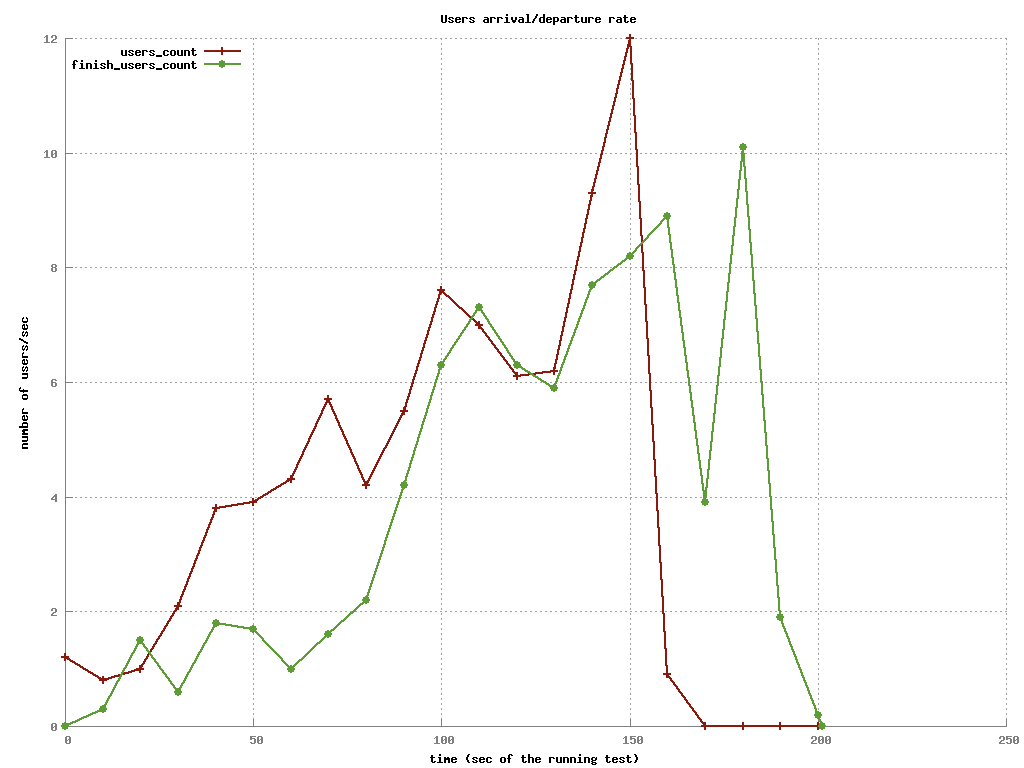 Users arrival/departure rate
users_count
finish_users_count
12
10
8
6
4
2
0
number of users/sec
0 50 100 150 200 250
time (sec of the running test)